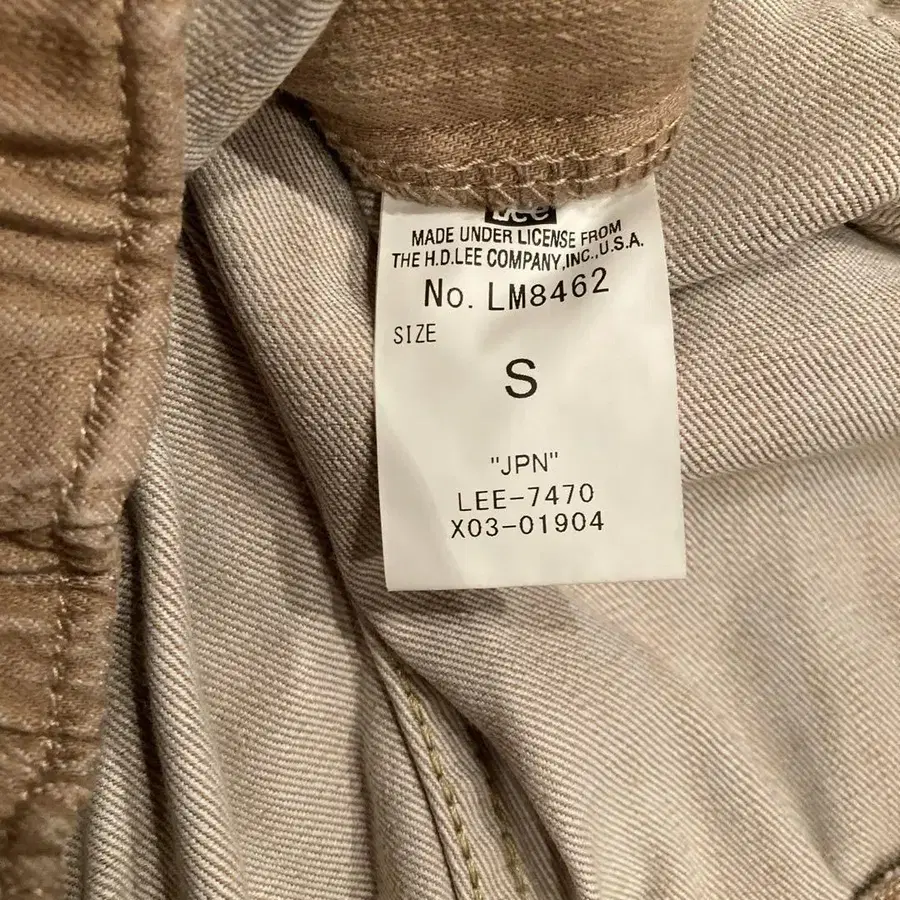 Lee
MADE UNDER LICENSE FROM
THE H.D.LEE COMPANY,INC.,U.S.A.
No. LM8462
SIZE
S
"JPN"
LEE-7470
X03-01904